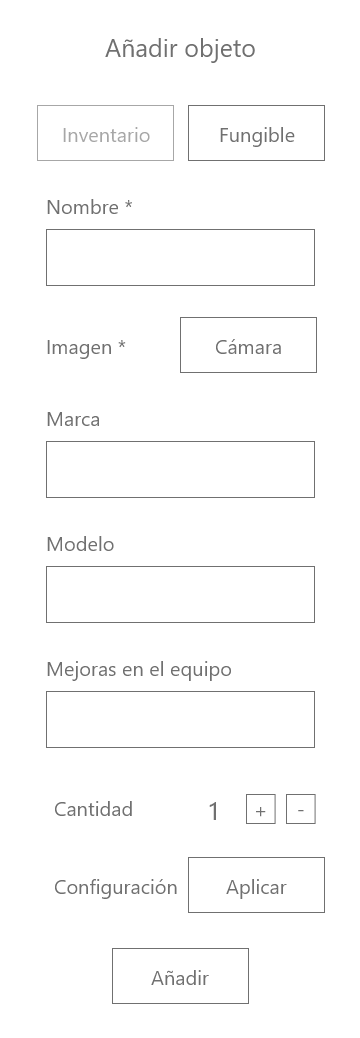 Añadir objeto
Inventario Fungible
Nombre *
Imagen * Cámara
Marca
Modelo
Mejoras en el equipo
Cantidad 1 + -
Configuración Aplicar
Añadir